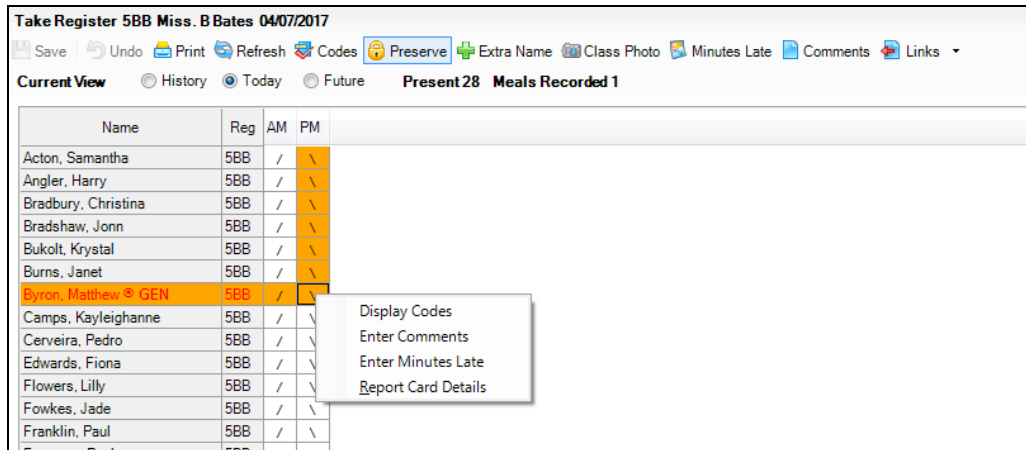 Take Register 5BB Miss. B Bates 04/07/2017
Save Undo Print Refresh Codes Preserve Extra Name Class Photo Minutes Late Comments Links
Current View History Today Future Present 28 Meals Recorded 1
Name Reg AM PM
Acton, Samantha 5BB / \
Angler, Harry 5BB / \
Bradbury, Christina 5BB / \
Bradshaw, Jonn 5BB / \
Bukolt, Krystal 5BB / \
Burns, Janet 5BB / \
Byron, Matthew ® GEN 5BB / \
Display Codes
Camps, Kayleighanne 5BB / \
Enter Comments
Cerveira, Pedro 5BB / \
Enter Minutes Late
Edwards, Fiona 5BB / \
Report Card Details
Flowers, Lilly 5BB / \
Fowkes, Jade 5BB / \
Franklin, Paul 5BB / \